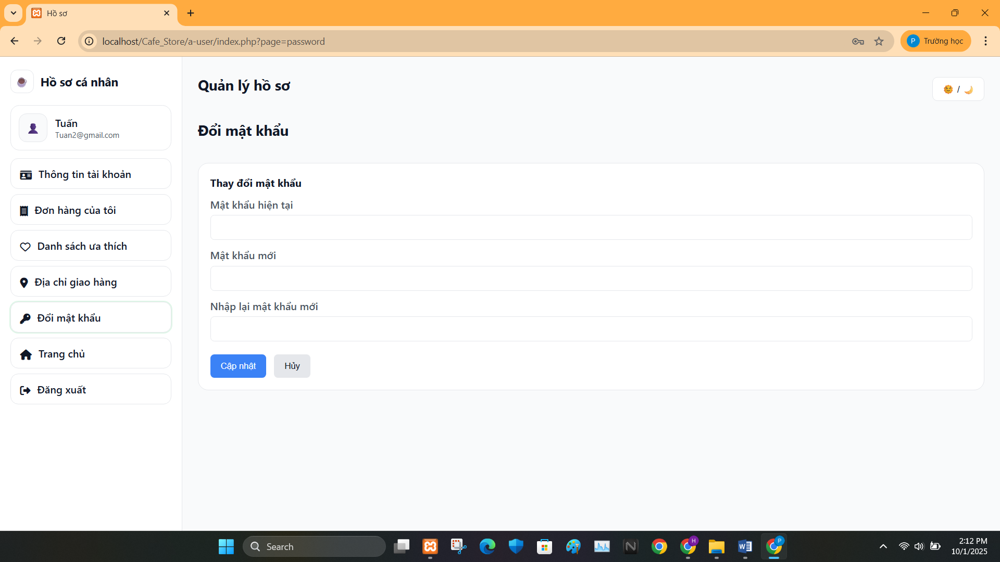 Hồ sơ
localhost/Cafe_Store/a-user/index.php?page=password
P Trường học
Hồ sơ cá nhân
Tuấn
Tuan2@gmail.com
Thông tin tài khoản
Đơn hàng của tôi
Danh sách ưa thích
Địa chỉ giao hàng
Đổi mật khẩu
Trang chủ
Đăng xuất
Quản lý hồ sơ
/
Đổi mật khẩu
Thay đổi mật khẩu
Mật khẩu hiện tại
Mật khẩu mới
Nhập lại mật khẩu mới
Cập nhật
Hủy
Search
H
W
P
2:12 PM
10/1/2025